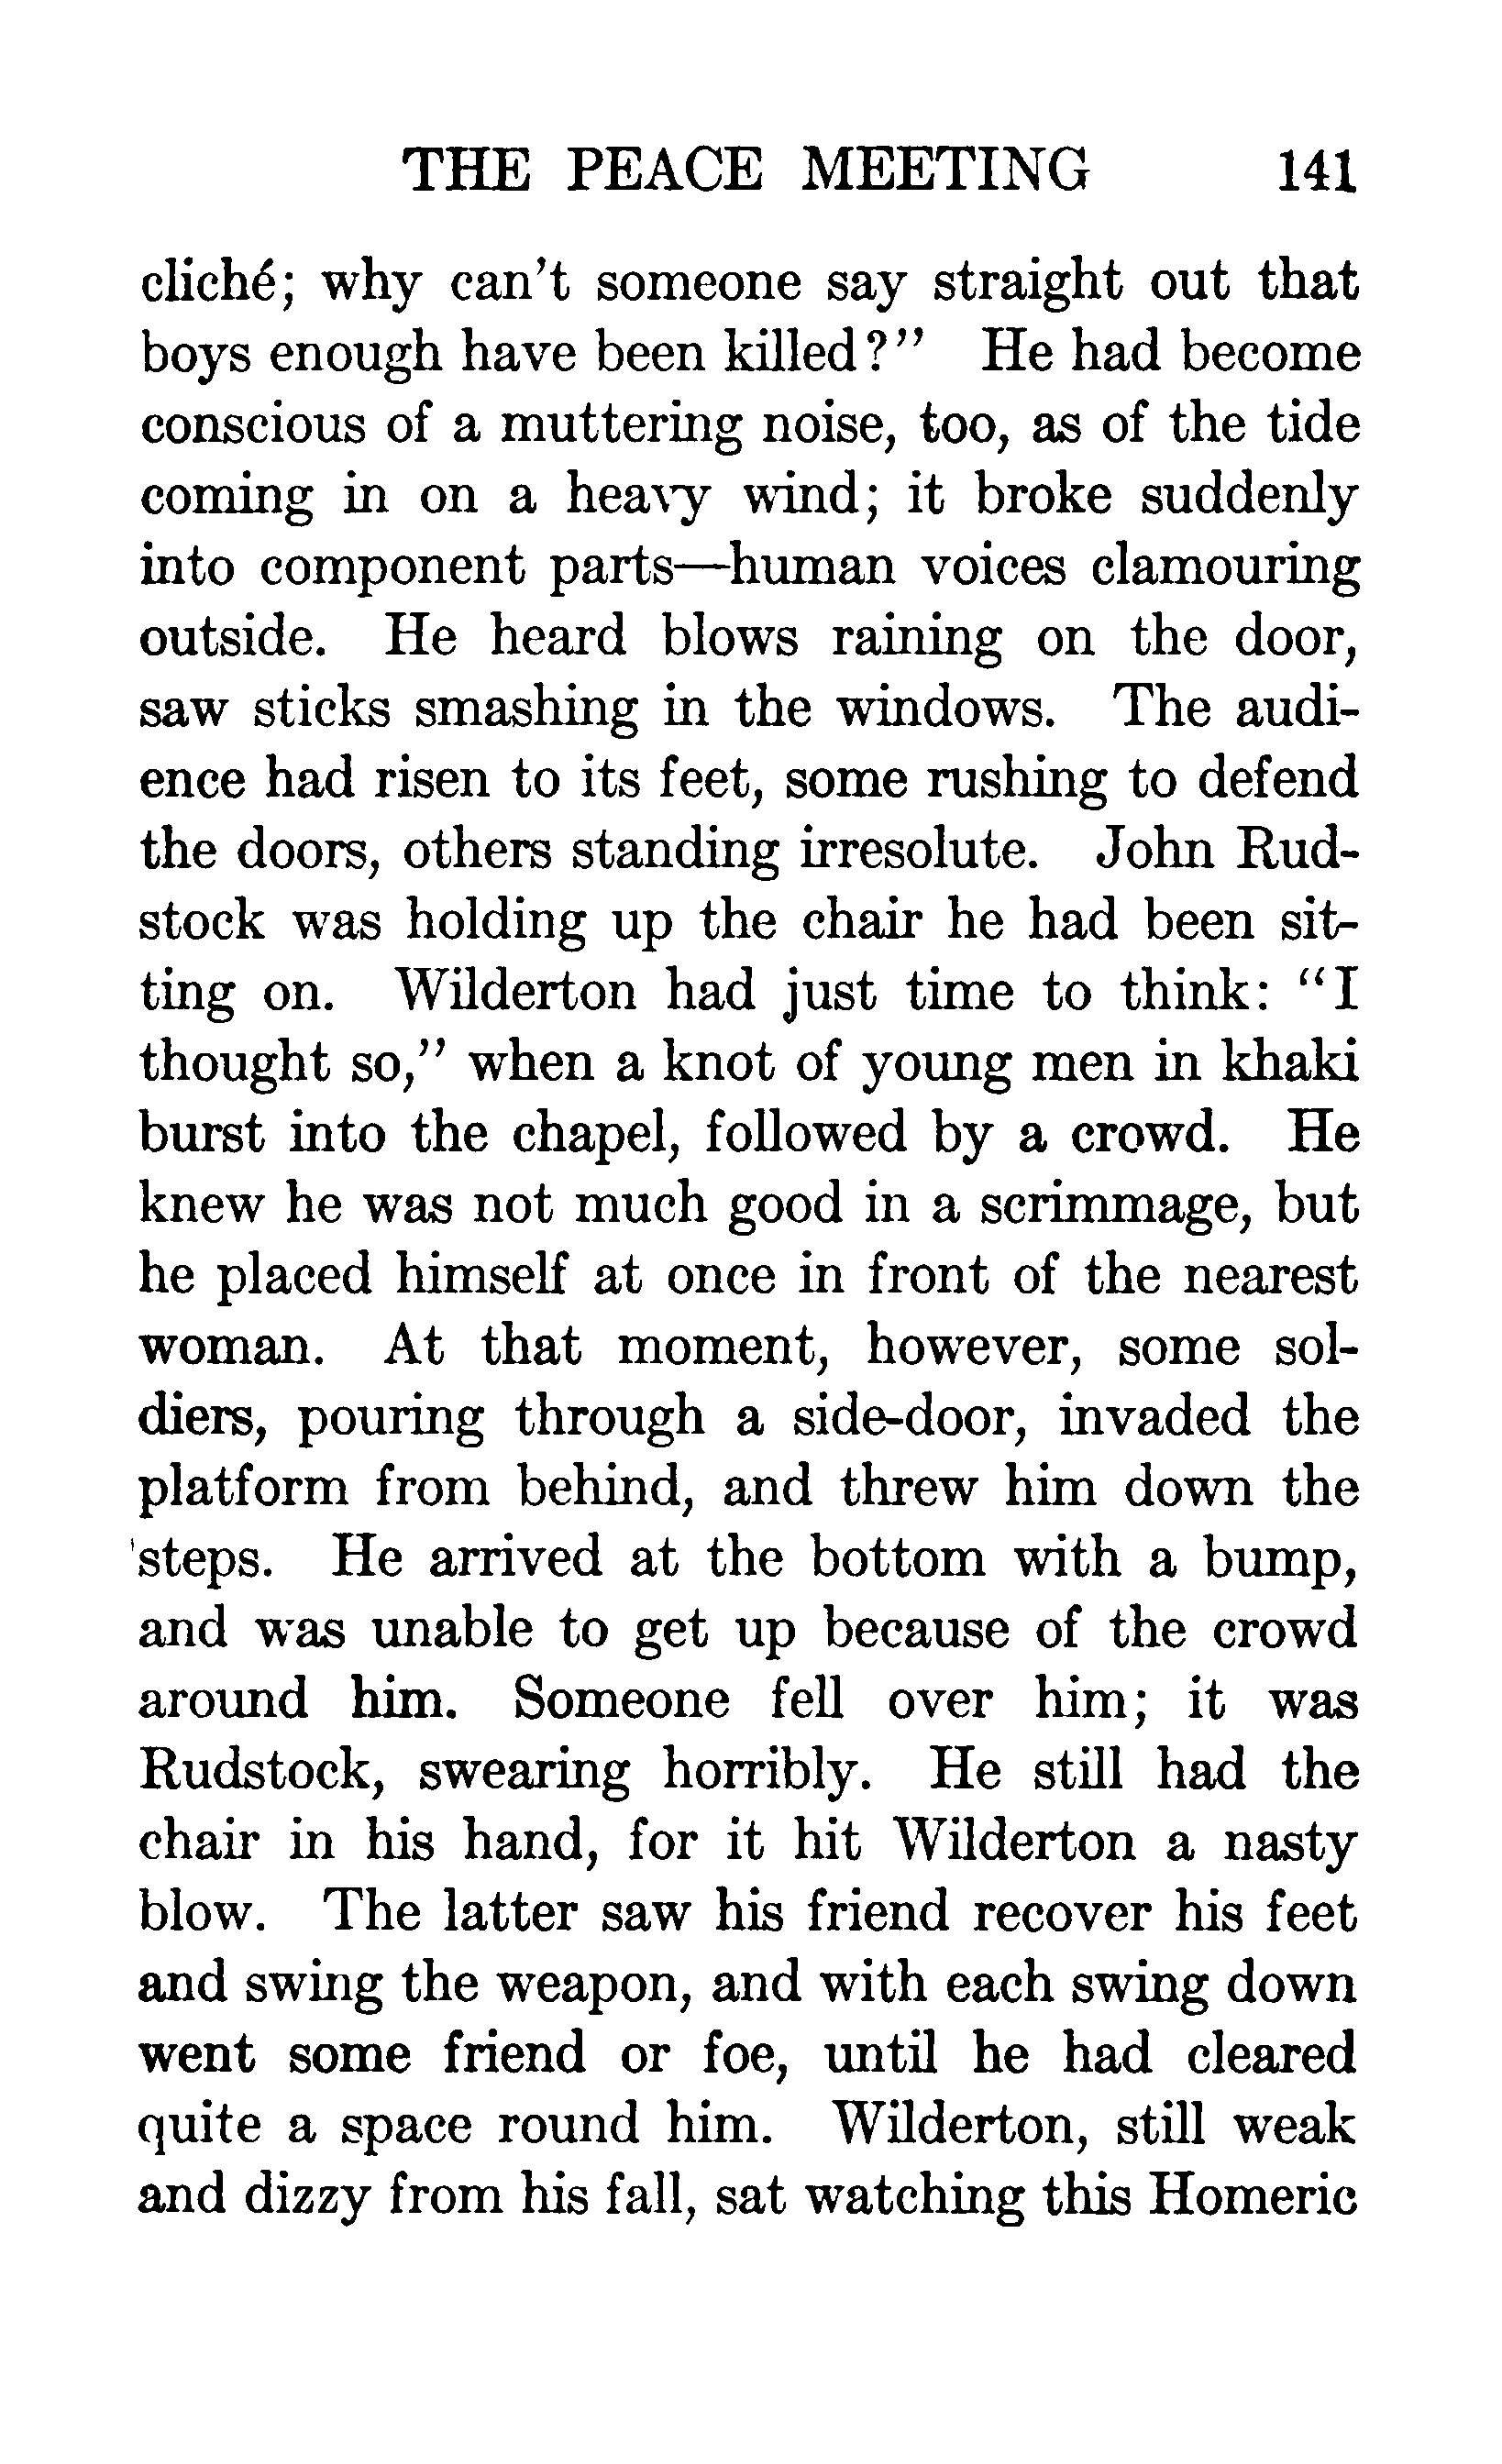 THE PEACE MEETING 141
cliché; why can't someone say straight out that
boys enough have been killed?" He had become
conscious of a muttering noise, too, as of the tide
coming in on a heavy wind; it broke suddenly
into component parts—human voices clamouring
outside. He heard blows raining on the door,
saw sticks smashing in the windows. The audi-
ence had risen to its feet, some rushing to defend
the doors, others standing irresolute. John Rud-
stock was holding up the chair he had been sit-
ting on. Wilderton had just time to think: "I
thought so," when a knot of young men in khaki
burst into the chapel, followed by a crowd. He
knew he was not much good in a scrimmage, but
he placed himself at once in front of the nearest
woman. At that moment, however, some sol-
diers, pouring through a side-door, invaded the
platform from behind, and threw him down the
steps. He arrived at the bottom with a bump,
and was unable to get up because of the crowd
around him. Someone fell over him; it was
Rudstock, swearing horribly. He still had the
chair in his hand, for it hit Wilderton a nasty
blow. The latter saw his friend recover his feet
and swing the weapon, and with each swing down
went some friend or foe, until he had cleared
quite a space round him. Wilderton, still weak
and dizzy from his fall, sat watching this Homeric